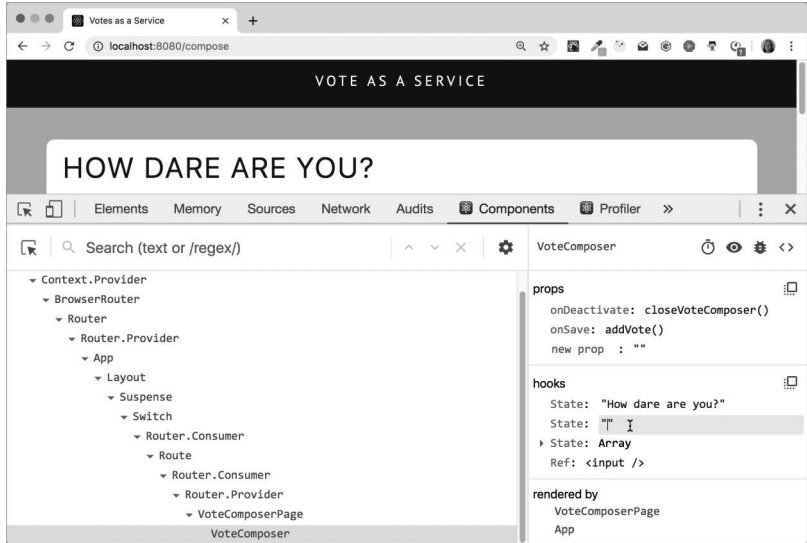 Votes as a Service × +
localhost:8080/compose
VOTE AS A SERVICE
HOW DARE ARE YOU?
Elements Memory Sources Network Audits Components Profiler » ×
Search (text or /regex/)
Context.Provider
BrowserRouter
Router
Router.Provider
App
Layout
Suspense
Switch
Router.Consumer
Route
Router.Consumer
Router.Provider
VoteComposerPage
VoteComposer
VoteComposer
props
onDeactivate: closeVoteComposer()
onSave: addVote()
new prop : ""
hooks
State: "How dare are you?"
State: ""
State: Array
Ref: <input />
rendered by
VoteComposerPage
App